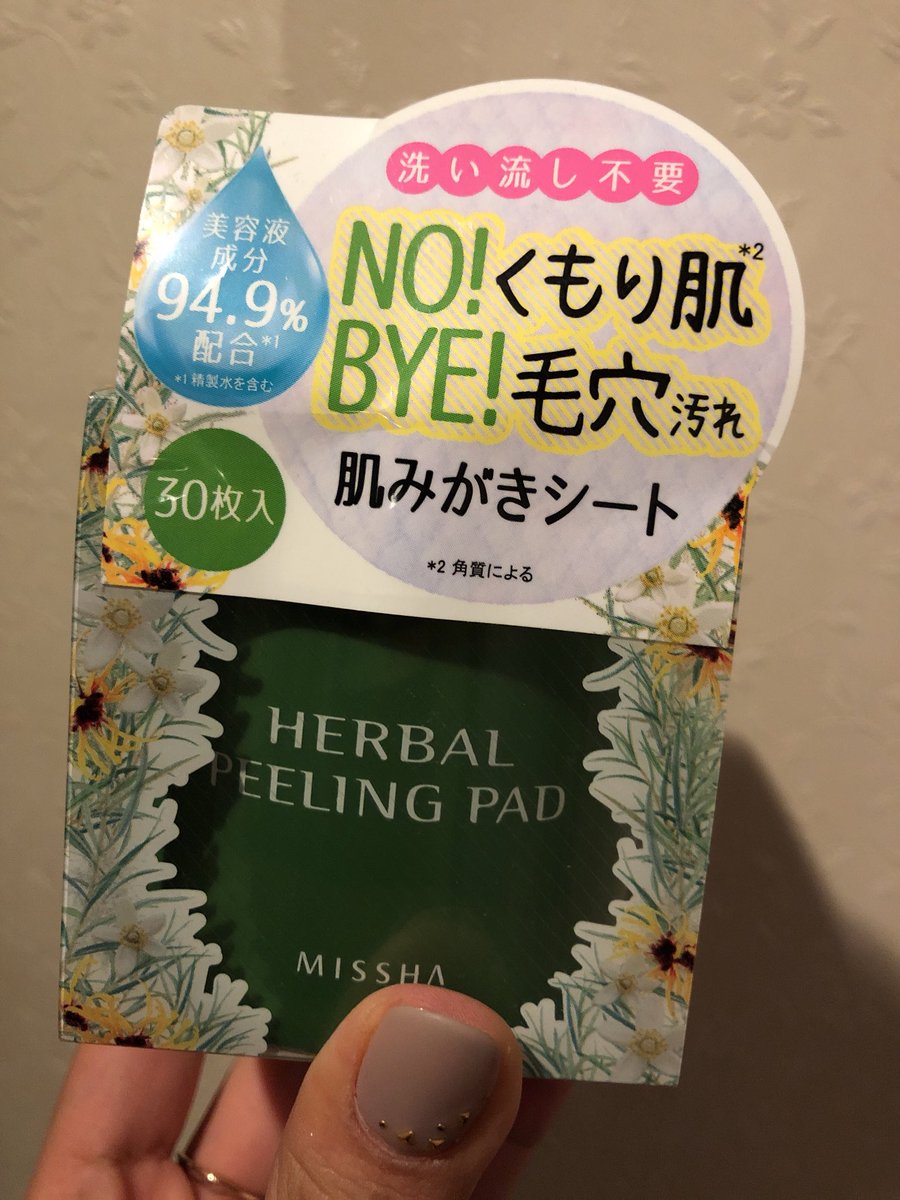 洗い流し不要
美容液
成分
94.9%
配合*1
*1 精製水を含む
NO!くもり肌*2
BYE!毛穴汚れ
肌みがきシート
*2 角質による
30枚入
HERBAL
PEELING PAD
MISSHA